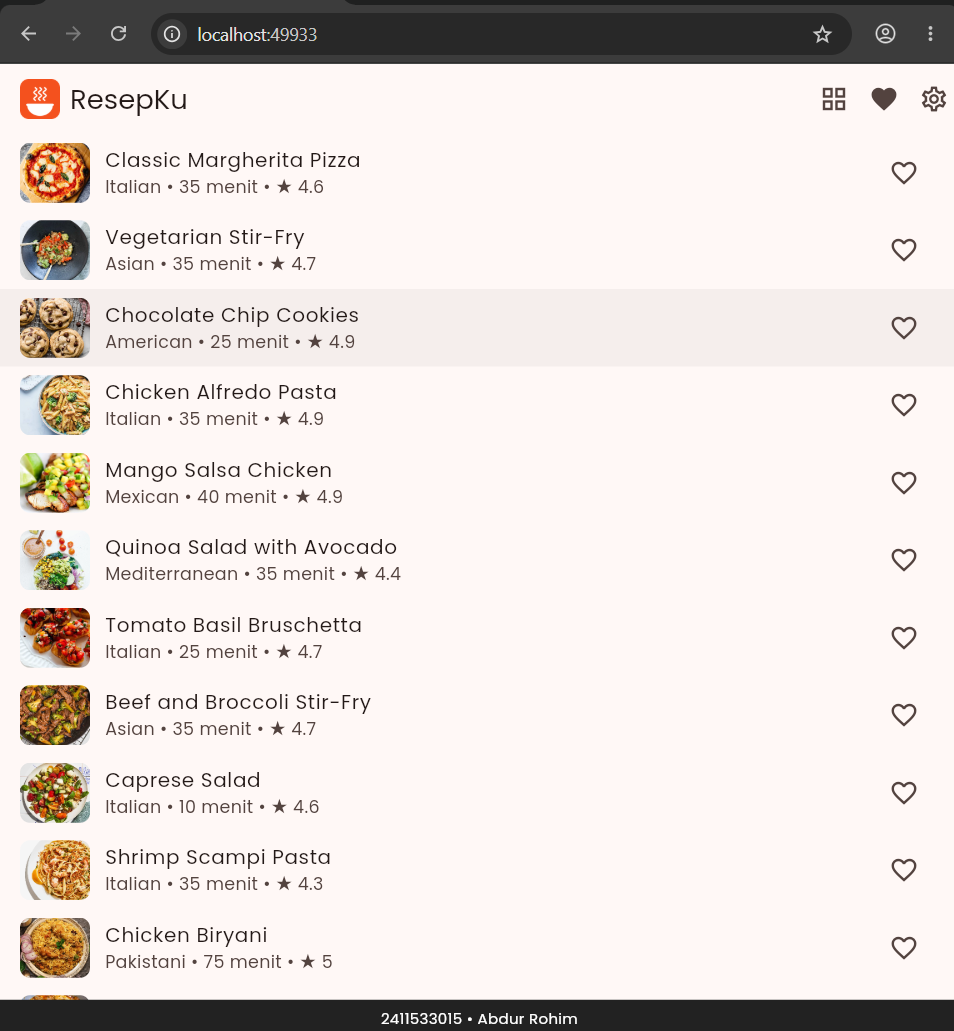 localhost:49933
ResepKu
Classic Margherita Pizza
Italian • 35 menit • ★ 4.6
Vegetarian Stir-Fry
Asian • 35 menit • ★ 4.7
Chocolate Chip Cookies
American • 25 menit • ★ 4.9
Chicken Alfredo Pasta
Italian • 35 menit • ★ 4.9
Mango Salsa Chicken
Mexican • 40 menit • ★ 4.9
Quinoa Salad with Avocado
Mediterranean • 35 menit • ★ 4.4
Tomato Basil Bruschetta
Italian • 25 menit • ★ 4.7
Beef and Broccoli Stir-Fry
Asian • 35 menit • ★ 4.7
Caprese Salad
Italian • 10 menit • ★ 4.6
Shrimp Scampi Pasta
Italian • 35 menit • ★ 4.3
Chicken Biryani
Pakistani • 75 menit • ★ 5
2411533015 • Abdur Rohim